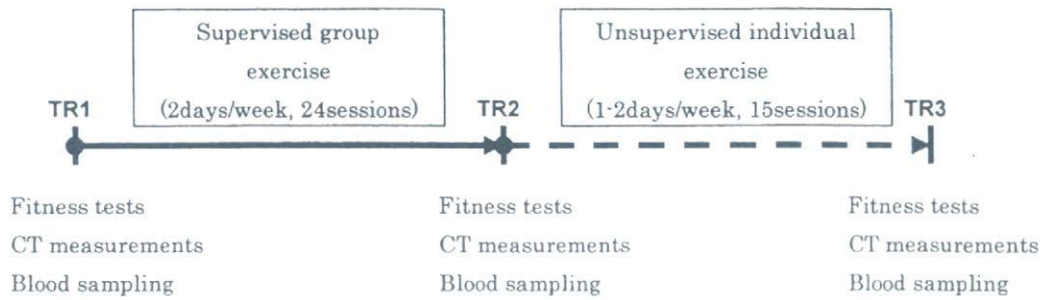 Supervised group
exercise
(2days/week, 24sessions)
Unsupervised individual
exercise
(1-2days/week, 15sessions)
TR1
TR2
TR3
Fitness tests
CT measurements
Blood sampling
Fitness tests
CT measurements
Blood sampling
Fitness tests
CT measurements
Blood sampling